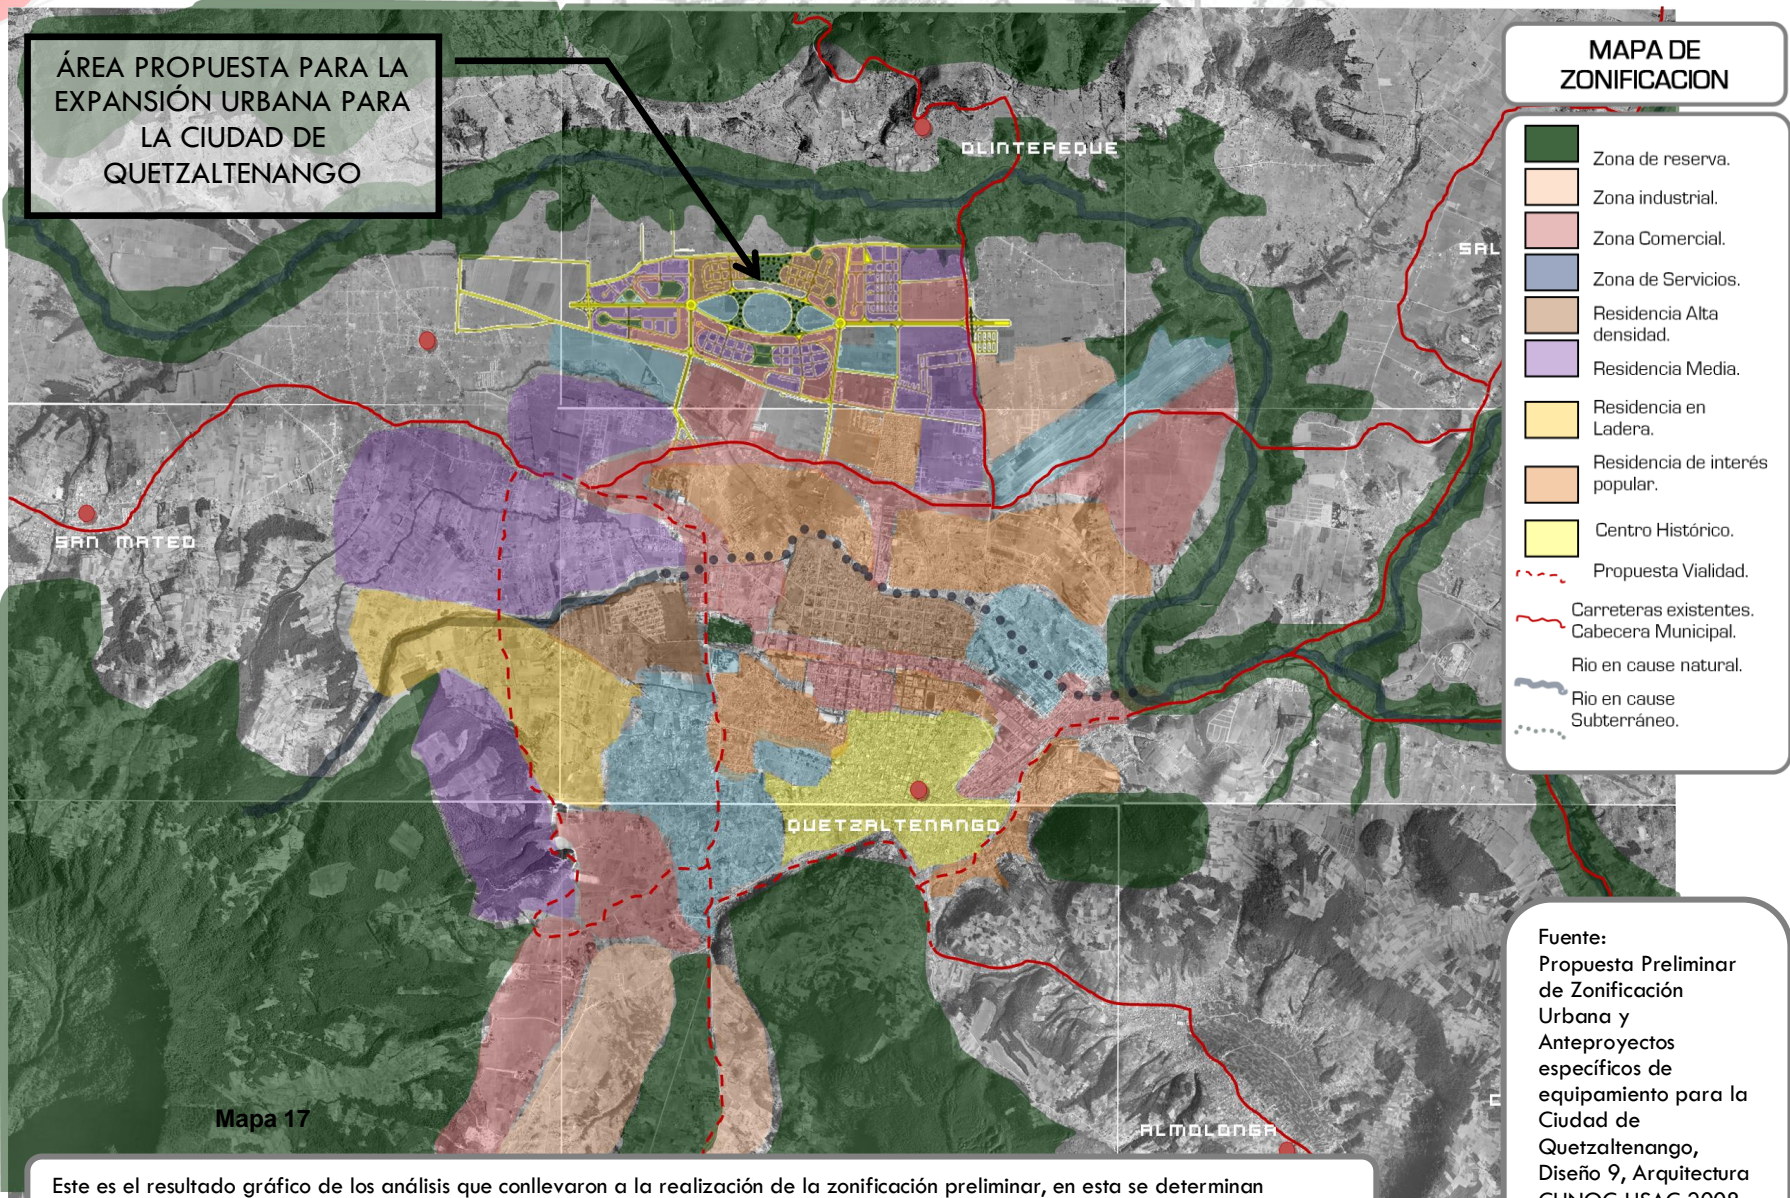 ÁREA PROPUESTA PARA LA
EXPANSIÓN URBANA PARA
LA CIUDAD DE
QUETZALTENANGO
MAPA DE
ZONIFICACION
Zona de reserva.
Zona industrial.
Zona Comercial.
Zona de Servicios.
Residencia Alta
densidad.
Residencia Media.
Residencia en
Ladera.
Residencia de interés
popular.
Centro Histórico.
Propuesta Vialidad.
Carreteras existentes.
Cabecera Municipal.
Rio en cause natural.
Rio en cause
Subterráneo.
OLINTEPEQUE
SAL
SAN MATEO
QUETZALTENANGO
ALMOLONGA
Mapa 17
Fuente:
Propuesta Preliminar
de Zonificación
Urbana y
Anteproyectos
específicos de
equipamiento para la
Ciudad de
Quetzaltenango,
Diseño 9, Arquitectura
CUNOC USAC 2008
Este es el resultado gráfico de los análisis que conllevaron a la realización de la zonificación preliminar, en esta se determinan